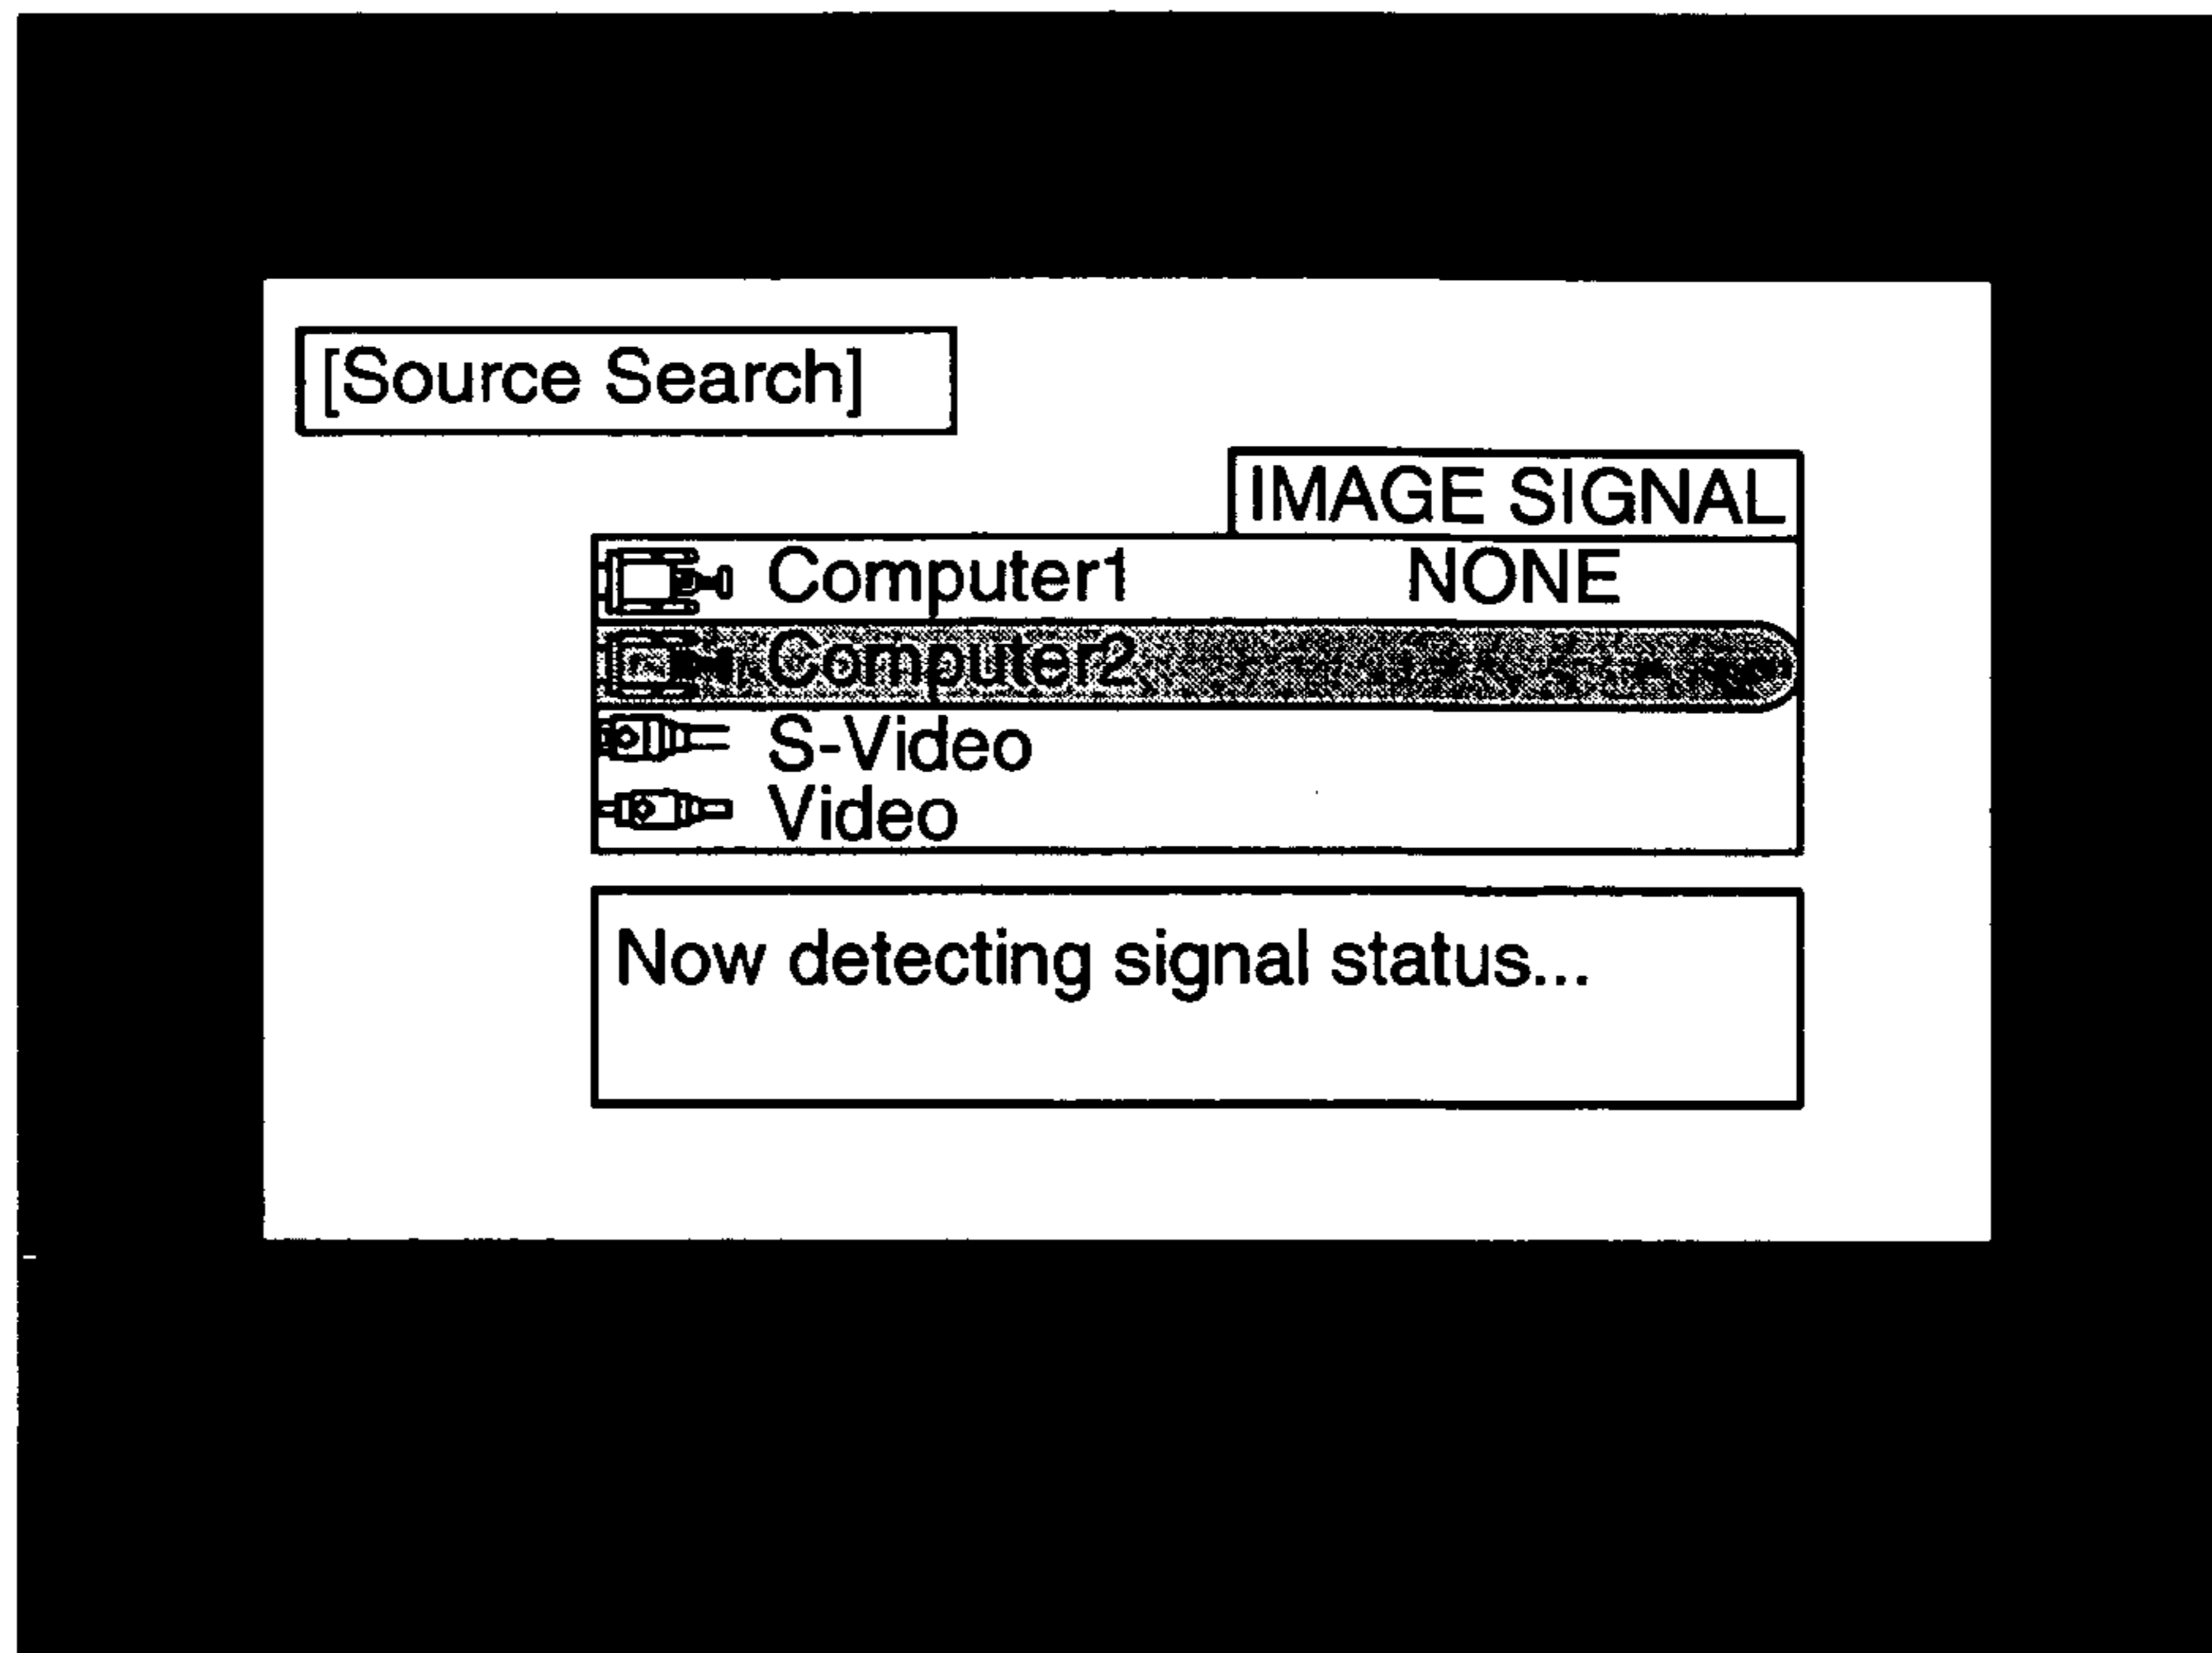 [Source Search]
IMAGE SIGNAL
Computer1 NONE
Computer2
S-Video
Video
Now detecting signal status...